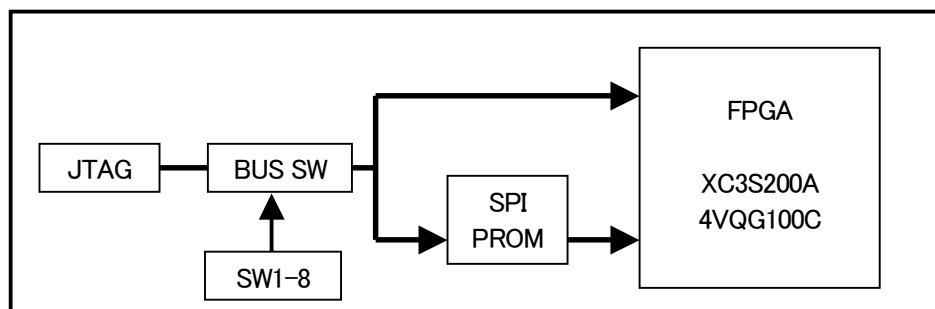 FPGA
JTAG
BUS SW
XC3S200A
4VQG100C
SPI
PROM
SW1-8